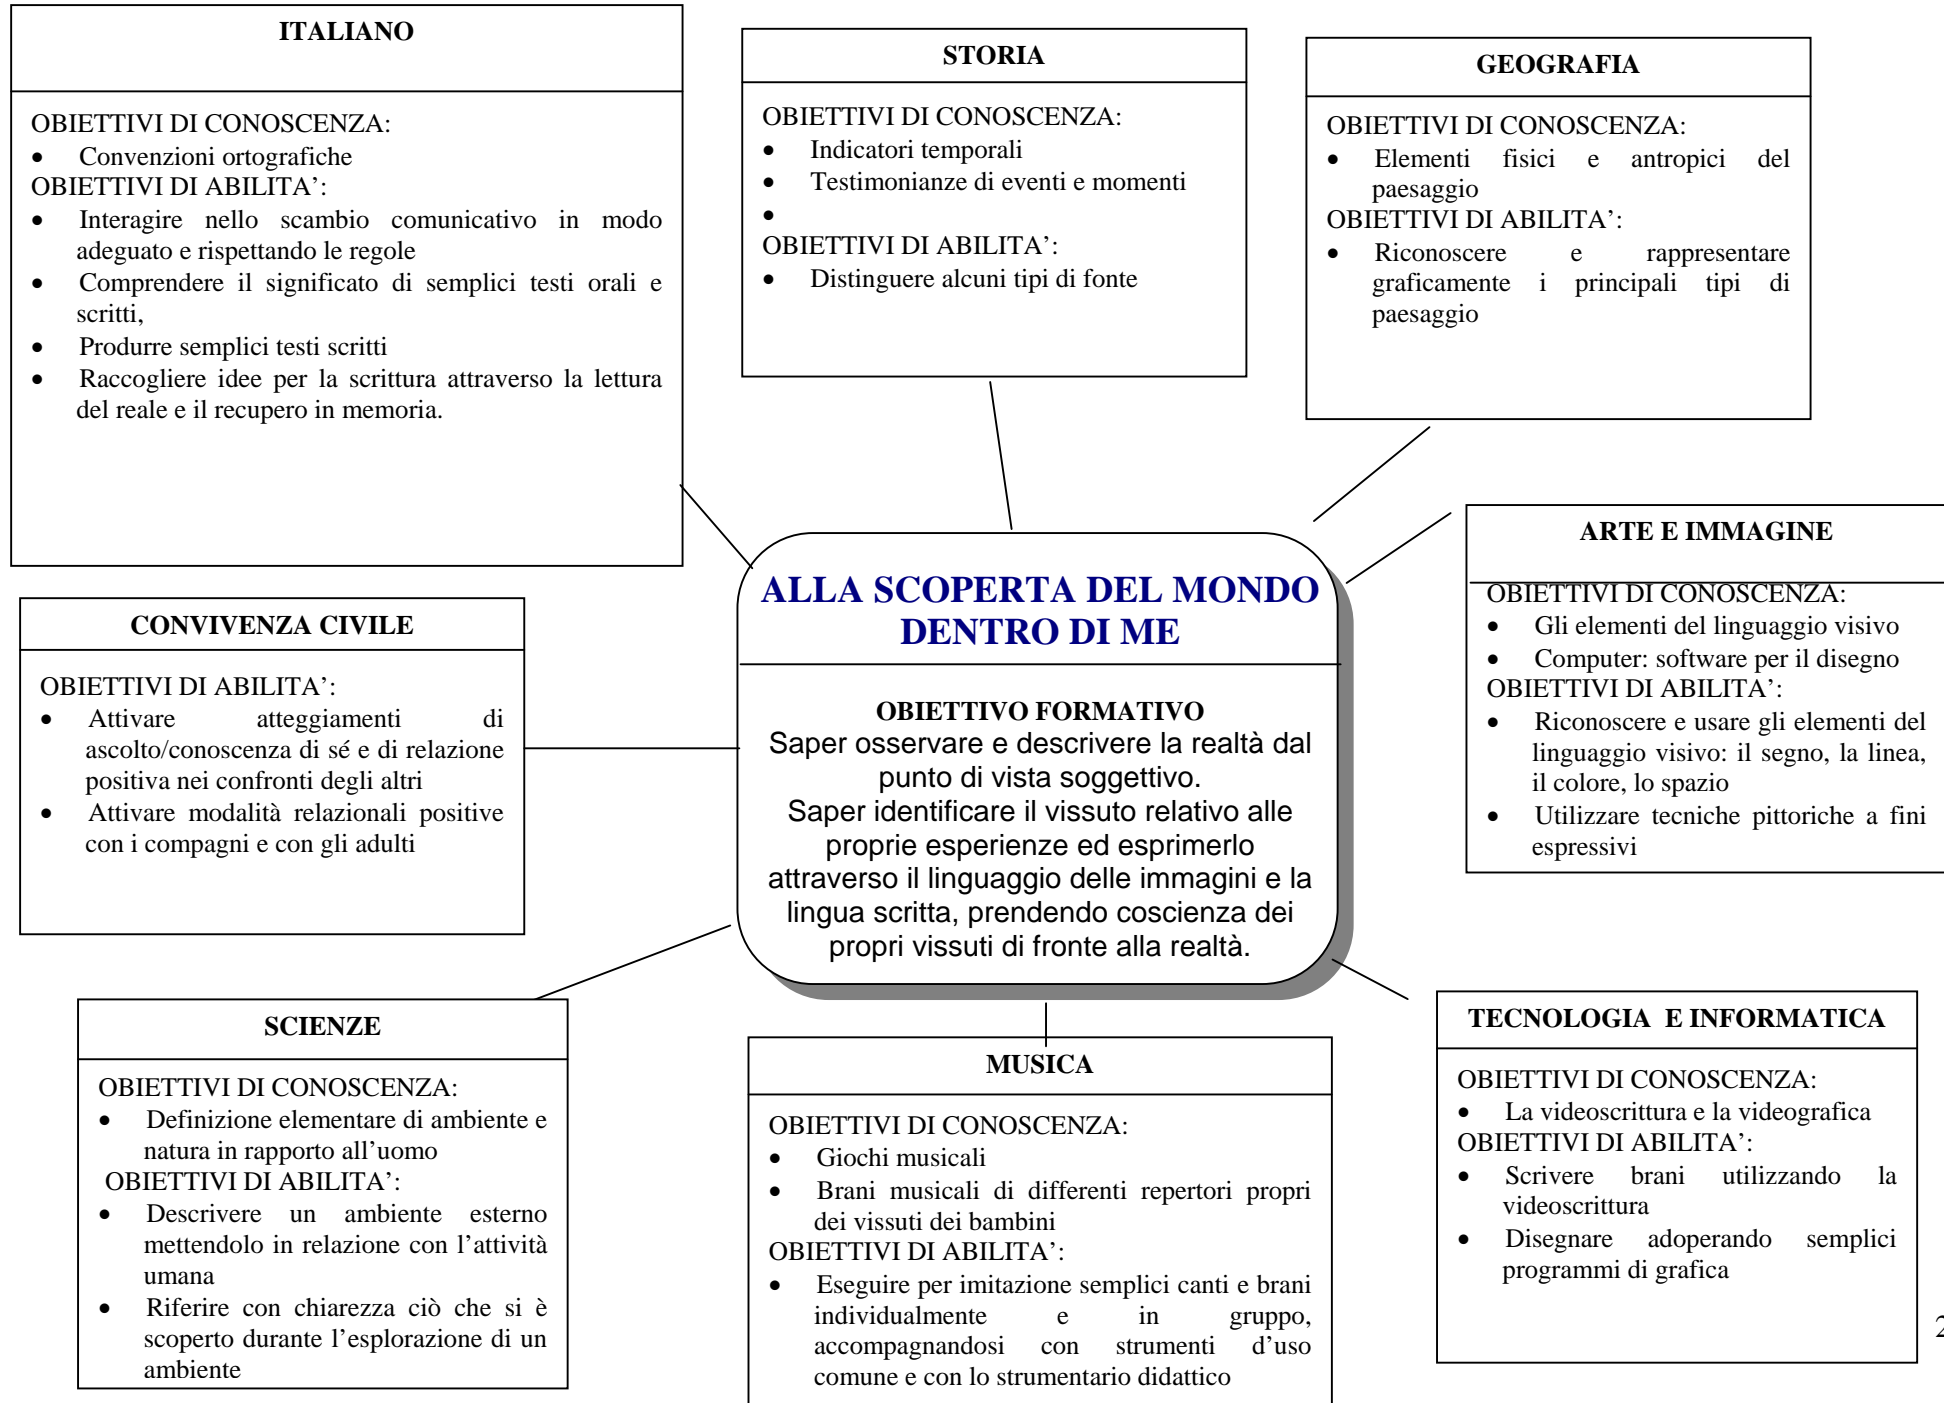 ITALIANO
OBIETTIVI DI CONOSCENZA:
• Convenzioni ortografiche
OBIETTIVI DI ABILITA’:
• Interagire nello scambio comunicativo in modo
adeguato e rispettando le regole
• Comprendere il significato di semplici testi orali e
scritti,
• Produrre semplici testi scritti
• Raccogliere idee per la scrittura attraverso la lettura
del reale e il recupero in memoria.
STORIA
OBIETTIVI DI CONOSCENZA:
• Indicatori temporali
• Testimonianze di eventi e momenti
•
OBIETTIVI DI ABILITA’:
• Distinguere alcuni tipi di fonte
GEOGRAFIA
OBIETTIVI DI CONOSCENZA:
• Elementi fisici e antropici del
paesaggio
OBIETTIVI DI ABILITA’:
• Riconoscere e rappresentare
graficamente i principali tipi di
paesaggio
ALLA SCOPERTA DEL MONDO
DENTRO DI ME
OBIETTIVO FORMATIVO
Saper osservare e descrivere la realtà dal
punto di vista soggettivo.
Saper identificare il vissuto relativo alle
proprie esperienze ed esprimerlo
attraverso il linguaggio delle immagini e la
lingua scritta, prendendo coscienza dei
propri vissuti di fronte alla realtà.
ARTE E IMMAGINE
OBIETTIVI DI CONOSCENZA:
• Gli elementi del linguaggio visivo
• Computer: software per il disegno
OBIETTIVI DI ABILITA’:
• Riconoscere e usare gli elementi del
linguaggio visivo: il segno, la linea,
il colore, lo spazio
• Utilizzare tecniche pittoriche a fini
espressivi
CONVIVENZA CIVILE
OBIETTIVI DI ABILITA’:
• Attivare atteggiamenti di
ascolto/conoscenza di sé e di relazione
positiva nei confronti degli altri
• Attivare modalità relazionali positive
con i compagni e con gli adulti
SCIENZE
OBIETTIVI DI CONOSCENZA:
• Definizione elementare di ambiente e
natura in rapporto all’uomo
OBIETTIVI DI ABILITA’:
• Descrivere un ambiente esterno
mettendolo in relazione con l’attività
umana
• Riferire con chiarezza ciò che si è
scoperto durante l’esplorazione di un
ambiente
MUSICA
OBIETTIVI DI CONOSCENZA:
• Giochi musicali
• Brani musicali di differenti repertori propri
dei vissuti dei bambini
OBIETTIVI DI ABILITA’:
• Eseguire per imitazione semplici canti e brani
individualmente e in gruppo,
accompagnandosi con strumenti d’uso
comune e con lo strumentario didattico
TECNOLOGIA E INFORMATICA
OBIETTIVI DI CONOSCENZA:
• La videoscrittura e la videografica
OBIETTIVI DI ABILITA’:
• Scrivere brani utilizzando la
videoscrittura
• Disegnare adoperando semplici
programmi di grafica
2